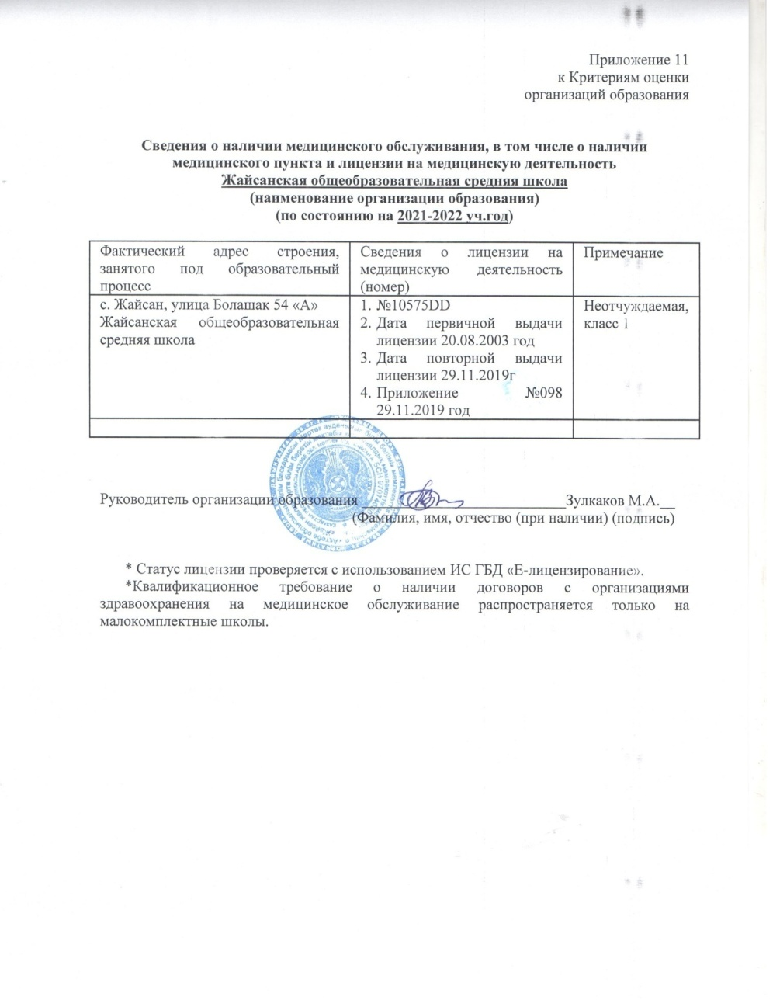 Приложение 11
к Критериям оценки
организаций образования
Сведения о наличии медицинского обслуживания, в том числе о наличии
медицинского пункта и лицензии на медицинскую деятельность
Жайсанская общеобразовательная средняя школа
(наименование организации образования)
(по состоянию на 2021-2022 уч.год)
Фактический адрес строения,
занятого под образовательный
процесс
Сведения о лицензии на
медицинскую деятельность
(номер)
Примечание
с. Жайсан, улица Болашак 54 «А»
Жайсанская общеобразовательная
средняя школа
1. №10575DD
2. Дата первичной выдачи
лицензии 20.08.2003 год
3. Дата повторной выдачи
лицензии 29.11.2019г
4. Приложение №098
29.11.2019 год
Неотчуждаемая,
класс 1
Руководитель организации образования ___________________________Зулкаков М.А.__
(Фамилия, имя, отчество (при наличии) (подпись)
* Статус лицензии проверяется с использованием ИС ГБД «Е-лицензирование».
*Квалификационное требование о наличии договоров с организациями
здравоохранения на медицинское обслуживание распространяется только на
малокомплектные школы.